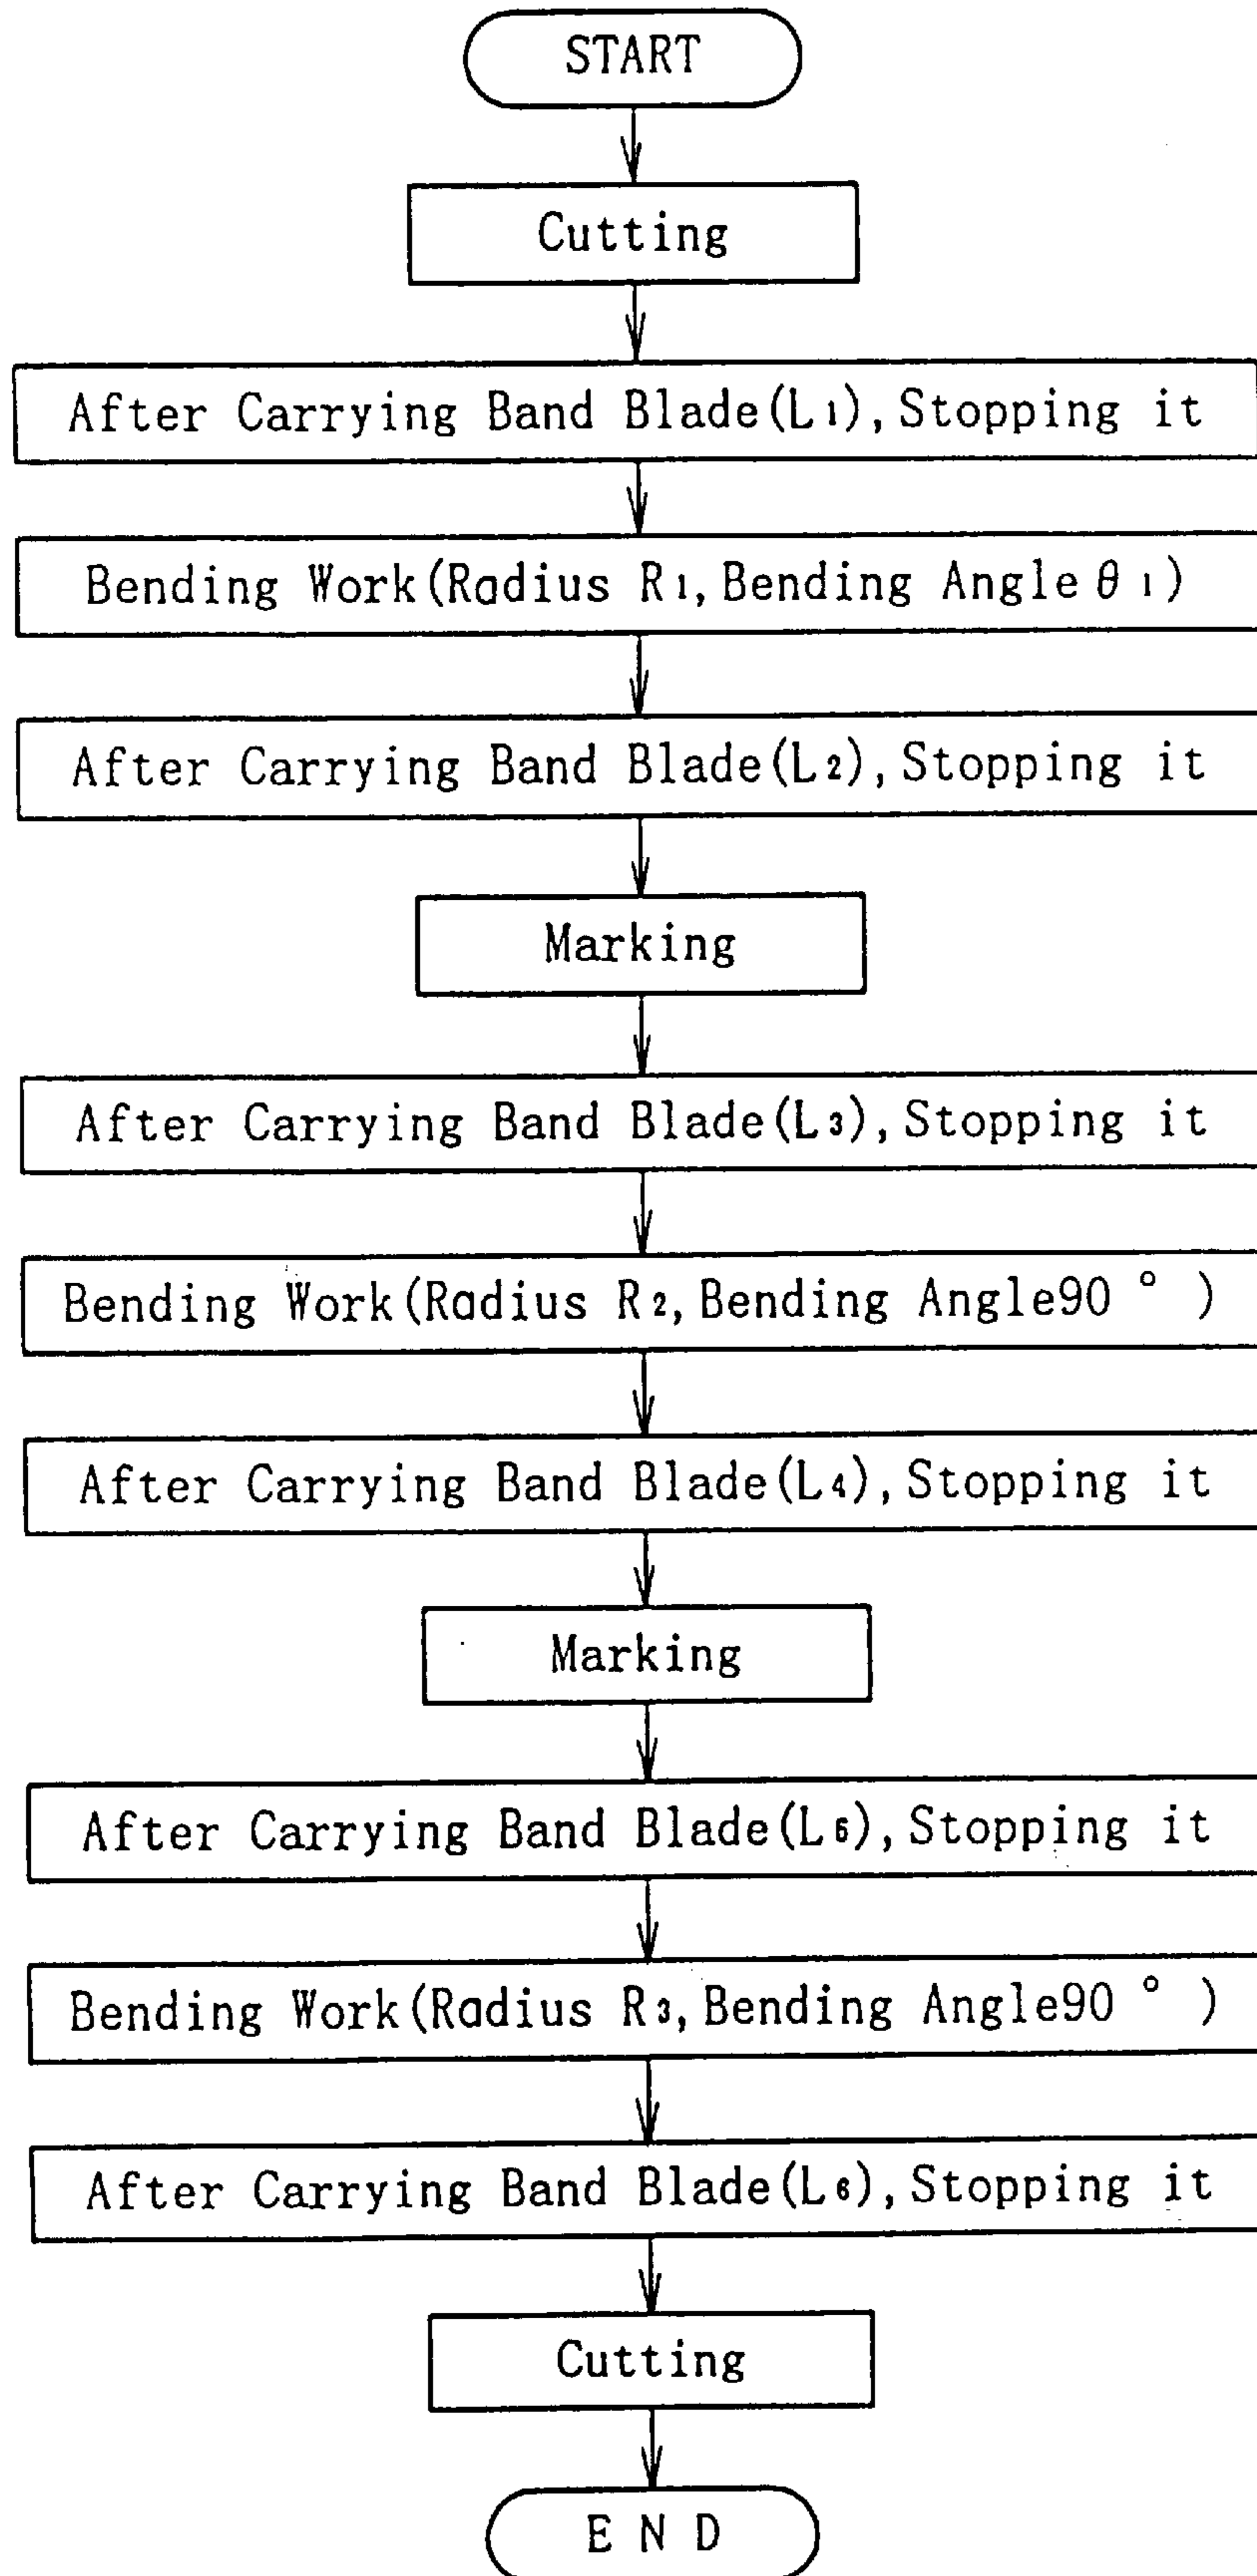 START
Cutting
After Carrying Band Blade(L1),Stopping it
Bending Work(Radius R1,Bending Angle θ1)
After Carrying Band Blade(L2),Stopping it
Marking
After Carrying Band Blade(L3),Stopping it
Bending Work(Radius R2,Bending Angle90 ° )
After Carrying Band Blade(L4),Stopping it
Marking
After Carrying Band Blade(L5),Stopping it
Bending Work(Radius R3,Bending Angle90 ° )
After Carrying Band Blade(L6),Stopping it
Cutting
E N D